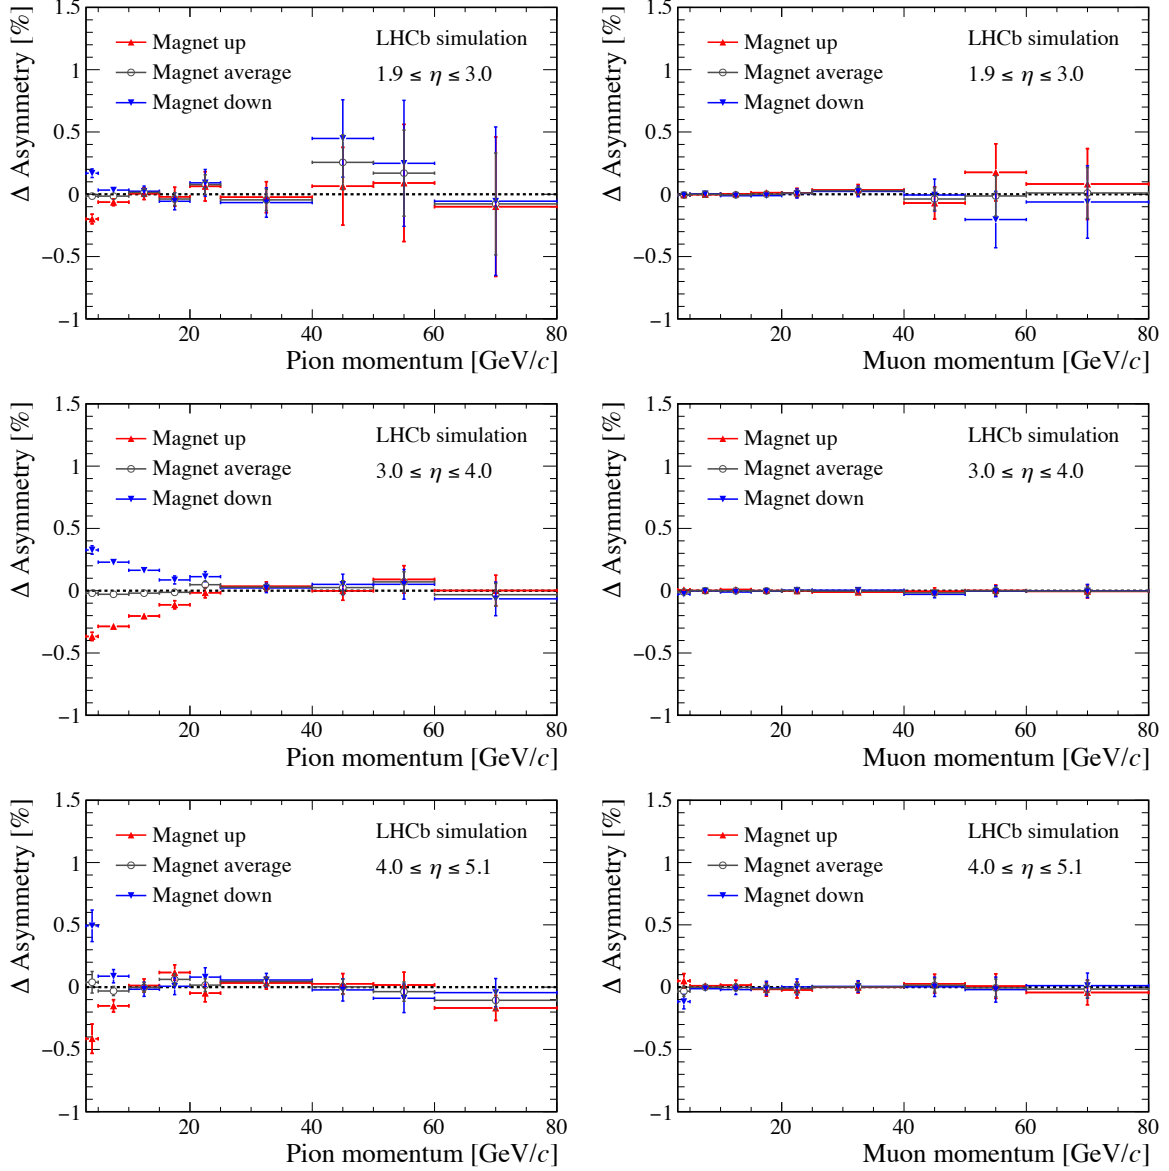 Δ Asymmetry [%]
1.5
1
0.5
0
−0.5
−1
Magnet up
Magnet average
Magnet down
LHCb simulation
1.9 ≤ η ≤ 3.0
20
40
60
80
Pion momentum [GeV/c]
Δ Asymmetry [%]
1.5
1
0.5
0
−0.5
−1
Magnet up
Magnet average
Magnet down
LHCb simulation
1.9 ≤ η ≤ 3.0
20
40
60
80
Muon momentum [GeV/c]
Δ Asymmetry [%]
1.5
1
0.5
0
−0.5
−1
Magnet up
Magnet average
Magnet down
LHCb simulation
3.0 ≤ η ≤ 4.0
20
40
60
80
Pion momentum [GeV/c]
Δ Asymmetry [%]
1.5
1
0.5
0
−0.5
−1
Magnet up
Magnet average
Magnet down
LHCb simulation
3.0 ≤ η ≤ 4.0
20
40
60
80
Muon momentum [GeV/c]
Δ Asymmetry [%]
1.5
1
0.5
0
−0.5
−1
Magnet up
Magnet average
Magnet down
LHCb simulation
4.0 ≤ η ≤ 5.1
20
40
60
80
Pion momentum [GeV/c]
Δ Asymmetry [%]
1.5
1
0.5
0
−0.5
−1
Magnet up
Magnet average
Magnet down
LHCb simulation
4.0 ≤ η ≤ 5.1
20
40
60
80
Muon momentum [GeV/c]